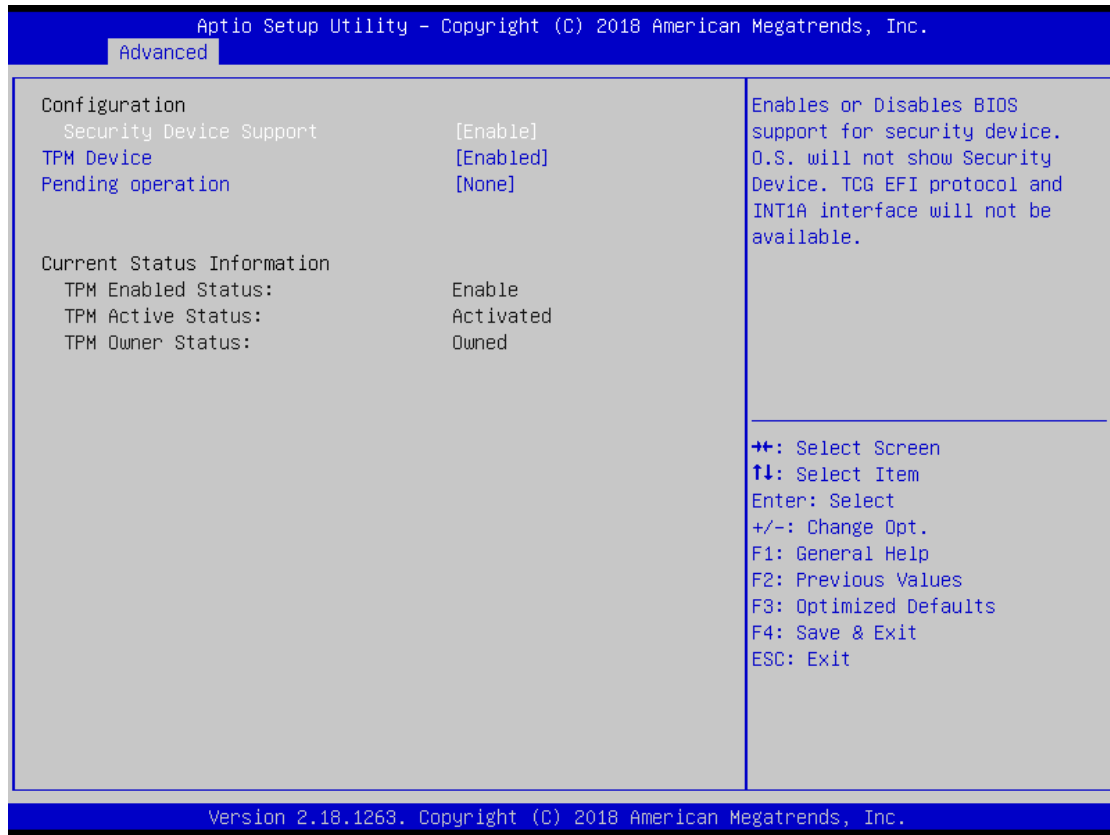 Aptio Setup Utility – Copyright (C) 2018 American Megatrends, Inc.
Advanced
Configuration
Security Device Support [Enable]
TPM Device [Enabled]
Pending operation [None]
Current Status Information
TPM Enabled Status: Enable
TPM Active Status: Activated
TPM Owner Status: Owned
Enables or Disables BIOS
support for security device.
O.S. will not show Security
Device. TCG EFI protocol and
INT1A interface will not be
available.
→←: Select Screen
↑↓: Select Item
Enter: Select
+/-: Change Opt.
F1: General Help
F2: Previous Values
F3: Optimized Defaults
F4: Save & Exit
ESC: Exit
Version 2.18.1263. Copyright (C) 2018 American Megatrends, Inc.